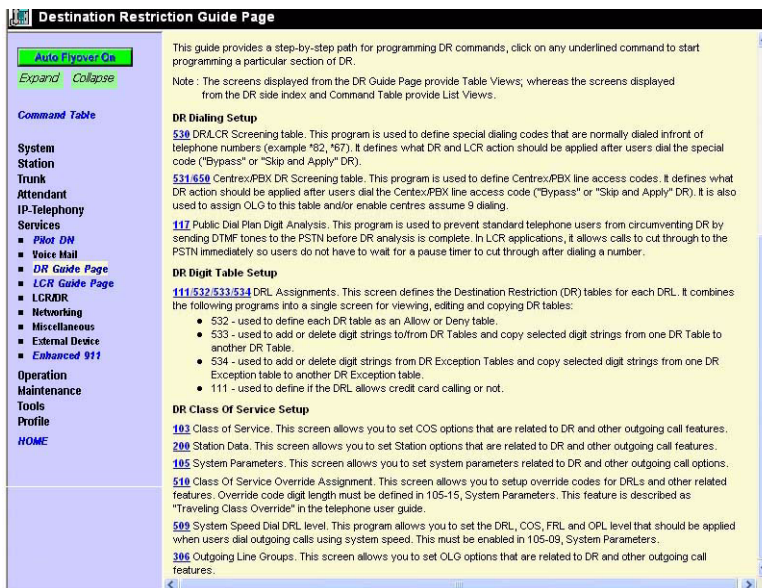 Destination Restriction Guide Page
Auto Flyover On
Expand Collapse
Command Table
System
Station
Trunk
Attendant
IP-Telephony
Services
Pilot DN
Voice Mail
DR Guide Page
LCR Guide Page
LCR/DR
Networking
Miscellaneous
External Device
Enhanced 911
Operation
Maintenance
Tools
Profile
HOME
This guide provides a step-by-step path for programming DR commands, click on any underlined command to start
programming a particular section of DR.
Note : The screens displayed from the DR Guide Page provide Table Views; whereas the screens displayed
from the DR side index and Command Table provide List Views.
DR Dialing Setup
530 DR/LCR Screening table. This program is used to define special dialing codes that are normally dialed infront of
telephone numbers (example *82, *67). It defines what DR and LCR action should be applied after users dial the special
code ("Bypass" or "Skip and Apply" DR).
531/650 Centrex/PBX DR Screening table. This program is used to define Centrex/PBX line access codes. It defines what
DR action should be applied after users dial the Centex/PBX line access code ("Bypass" or "Skip and Apply" DR). It is also
used to assign OLG to this table and/or enable centres assume 9 dialing.
117 Public Dial Plan Digit Analysis. This program is used to prevent standard telephone users from circumventing DR by
sending DTMF tones to the PSTN before DR analysis is complete. In LCR applications, it allows calls to cut through to the
PSTN immediately so users do not have to wait for a pause timer to cut through after dialing a number.
DR Digit Table Setup
111/532/533/534 DRL Assignments. This screen defines the Destination Restriction (DR) tables for each DRL. It combines
the following programs into a single screen for viewing, editing and copying DR tables:
• 532 - used to define each DR table as an Allow or Deny table.
• 533 - used to add or delete digit strings to/from DR Tables and copy selected digit strings from one DR Table to
another DR Table.
• 534 - used to add or delete digit strings from DR Exception Tables and copy selected digit strings from one DR
Exception table to another DR Exception table.
• 111 - used to define if the DRL allows credit card calling or not.
DR Class Of Service Setup
103 Class of Service. This screen allows you to set COS options that are related to DR and other outgoing call features.
200 Station Data. This screen allows you to set Station options that are related to DR and other outgoing call features.
105 System Parameters. This screen allows you to set system parameters related to DR and other outgoing call options.
510 Class Of Service Override Assignment. This screen allows you to setup override codes for DRLs and other related
features. Override code digit length must be defined in 105-15, System Parameters. This feature is described as
"Traveling Class Override" in the telephone user guide.
509 System Speed Dial DRL level. This program allows you to set the DRL, COS, FRL and OPL level that should be applied
when users dial outgoing calls using system speed. This must be enabled in 105-09, System Parameters.
306 Outgoing Line Groups. This screen allows you to set OLG options that are related to DR and other outgoing call
features.